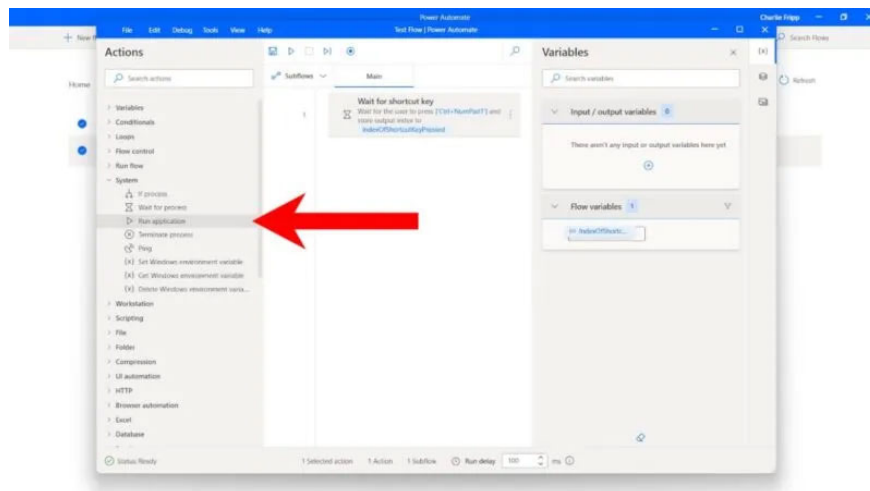 Power Automate
Charlie Fripp
File Edit Debug Tools View Help
Test Flow | Power Automate
+ New
Search Flows
Actions
Variables
{x}
Search actions
Subflows
Main
Search variables
Home
Refresh
Variables
Conditionals
Loops
Flow control
Run flow
System
If process
Wait for process
Run application
Terminate process
Ping
{x} Set Windows environment variable
{x} Get Windows environment variable
{x} Delete Windows environment varia...
Workstation
Scripting
File
Folder
Compression
UI automation
HTTP
Browser automation
Excel
Database
1
Wait for shortcut key
Wait for the user to press ['Ctrl+NumPad1'] and
store output index to
IndexOfShortcutKeyPressed
Input / output variables 0
There aren't any input or output variables here yet
Flow variables 1
(x) IndexOfShortc...
Status: Ready
1 Selected action
1 Action
1 Subflow
Run delay
100
ms